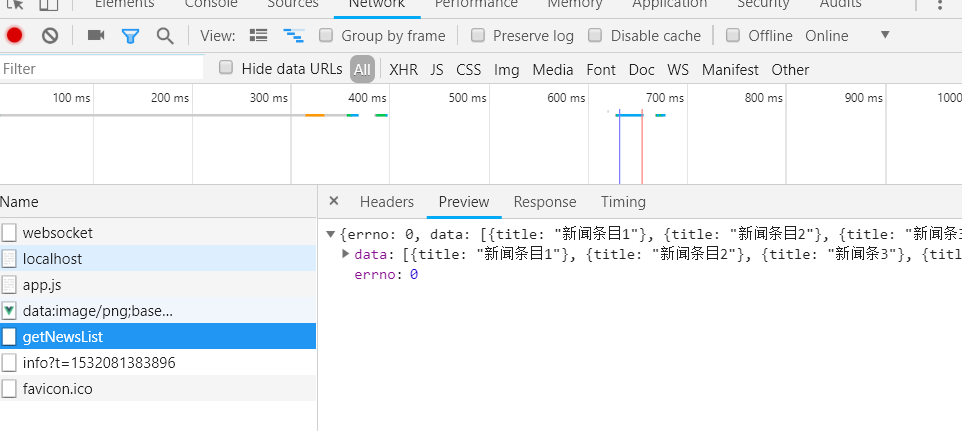 Elements Console Sources Network Performance Memory Application Security Audits
View: Group by frame Preserve log Disable cache Offline Online
Filter Hide data URLs All XHR JS CSS Img Media Font Doc WS Manifest Other
100 ms 200 ms 300 ms 400 ms 500 ms 600 ms 700 ms 800 ms 900 ms 1000
Name
× Headers Preview Response Timing
websocket
localhost
app.js
data:image/png;base...
getNewsList
info?t=1532081383896
favicon.ico
{errno: 0, data: [{title: "新闻条目1"}, {title: "新闻条目2"}, {title: "新闻条3
data: [{title: "新闻条目1"}, {title: "新闻条目2"}, {title: "新闻条3"}, {titl
errno: 0